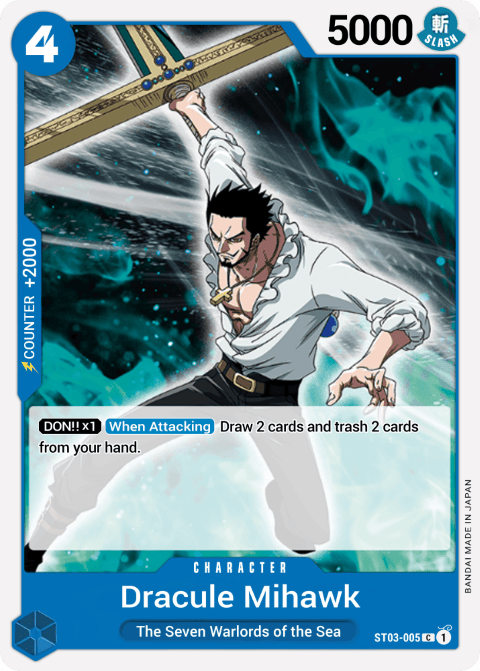 4
5000
斬
SLASH
COUNTER +2000
DON!! x1 When Attacking Draw 2 cards and trash 2 cards
from your hand.
BANDAI MADE IN JAPAN
CHARACTER
Dracule Mihawk
The Seven Warlords of the Sea
ST03-005 C 1